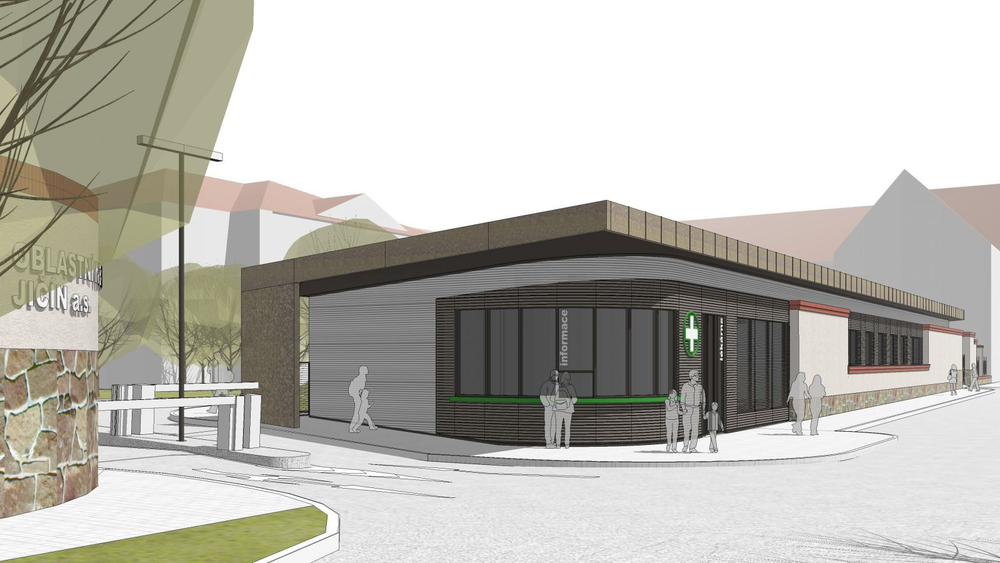 OBLASTNÍ
JIČÍN a.s.
informace
lékárna